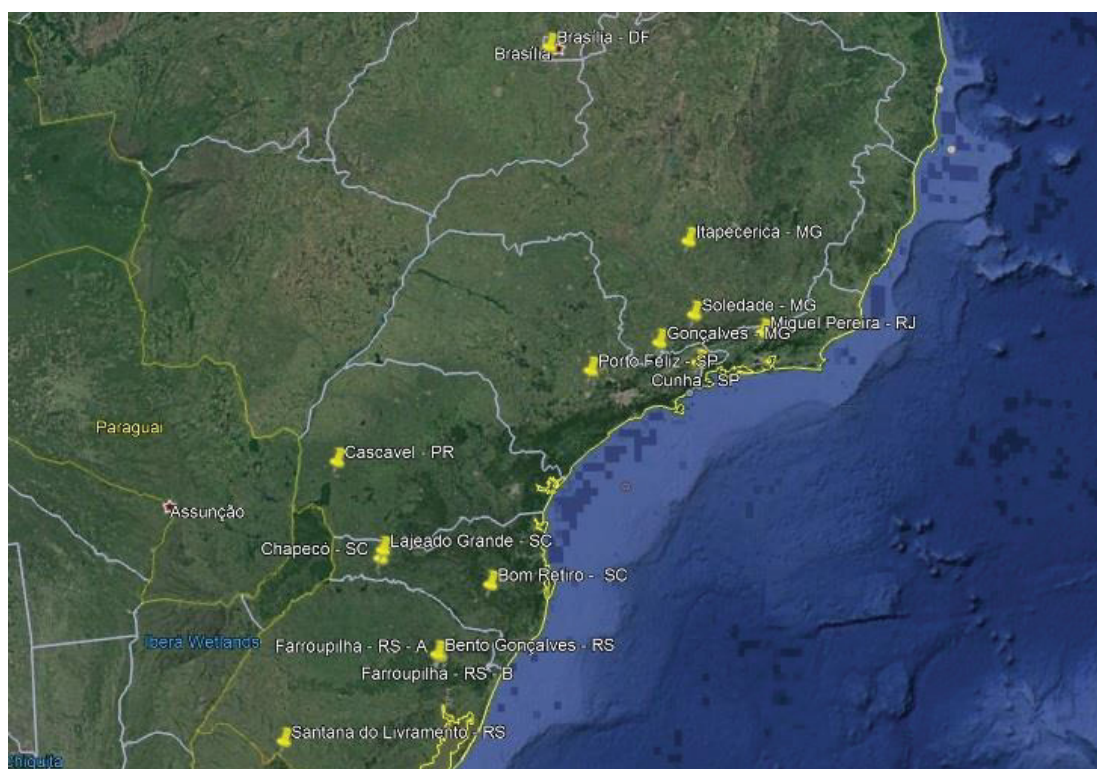 Brasília - DF
Brasília
Itapecerica - MG
Soledade - MG
Miguel Pereira - RJ
Gonçalves - MG
Porto Feliz - SP
Cunha - SP
Paraguai
Cascavel - PR
Assunção
Lajeado Grande - SC
Chapecó - SC
Bom Retiro - SC
Iberá Wetlands
Farroupilha - RS - A
Bento Gonçalves - RS
Farroupilha - RS - B
Santana do Livramento - RS
chiquita